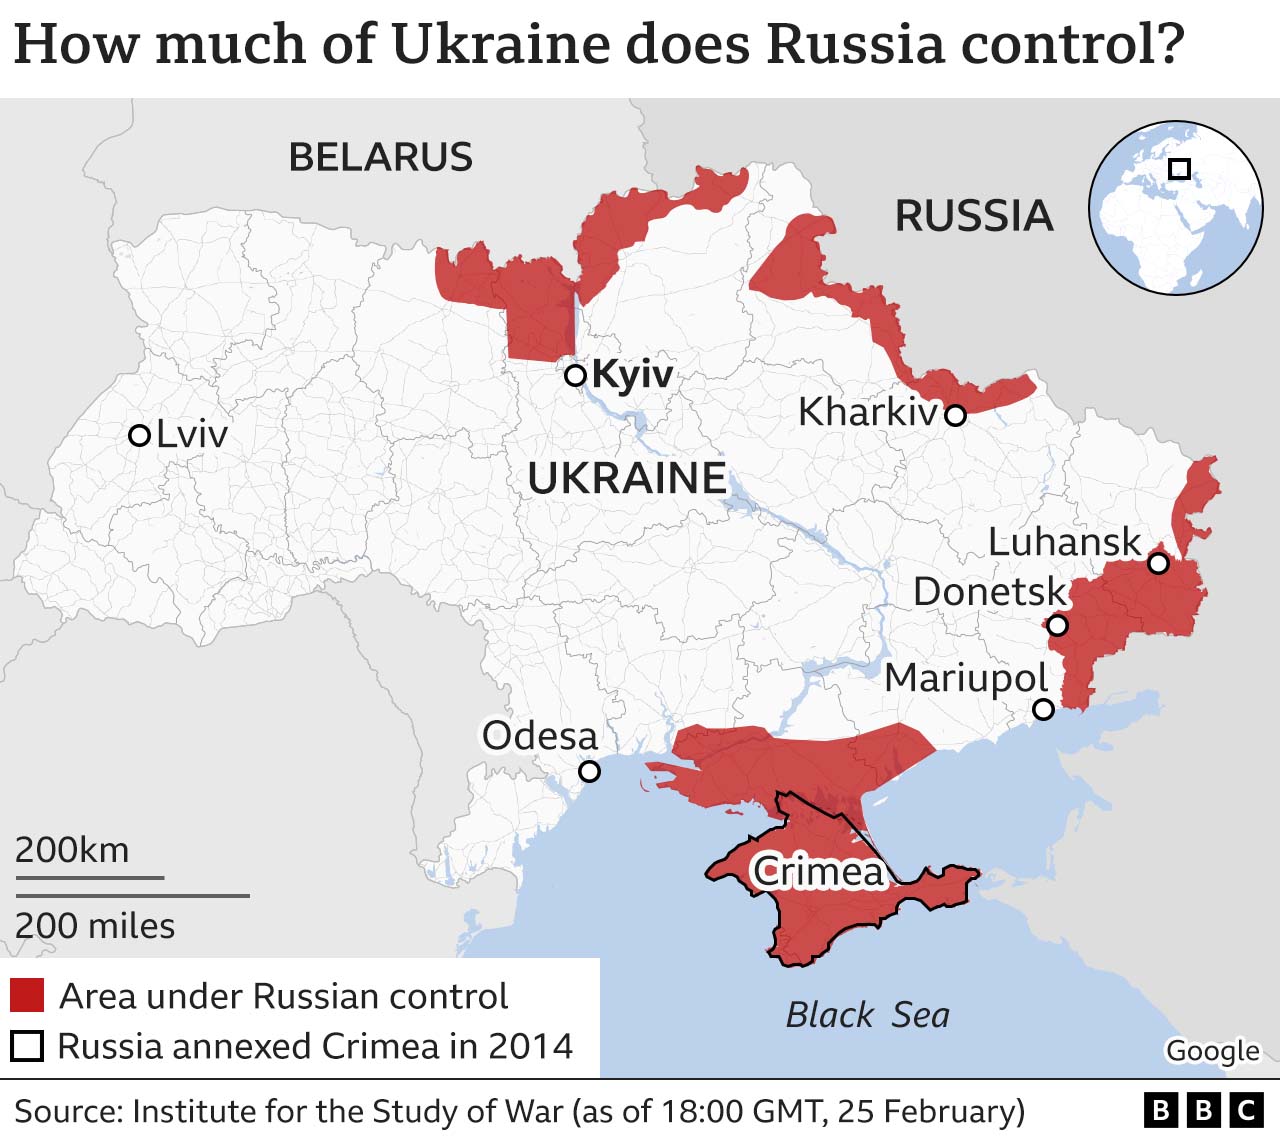 How much of Ukraine does Russia control?
BELARUS
RUSSIA
Kyiv
Kharkiv
Lviv
UKRAINE
Luhansk
Donetsk
Mariupol
Odesa
Crimea
200km
200 miles
Black Sea
Area under Russian control
Russia annexed Crimea in 2014
Google
Source: Institute for the Study of War (as of 18:00 GMT, 25 February)
BBC